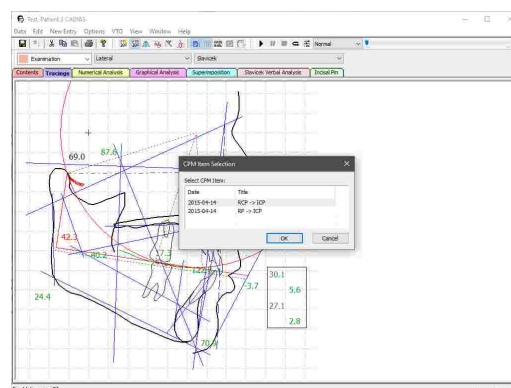 Test, Patient3 CADIAS
Data Edit New Entry Options VTO View Window Help
Normal
Examination Lateral Slavicek
Contents Tracings Numerical Analysis Graphical Analysis Superimposition Slavicek Verbal Analysis Incisal Pin
87.6
69.0
CPM Item Selection
Select CPM Item:
Date Title
2015-04-14 RCP -> ICP
2015-04-14 RP -> ICP
OK Cancel
42.3
40.2
-3.7
30.1
5,6
27.1
2,8
24.4